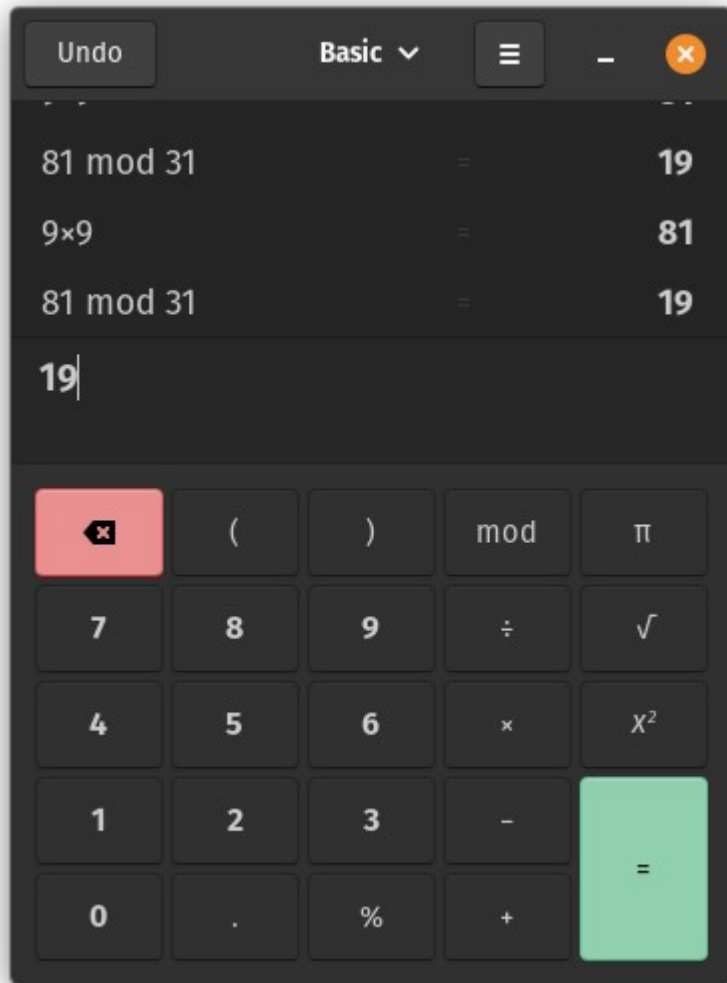 Undo Basic
81 mod 31 = 19
9×9 = 81
81 mod 31 = 19
19
( ) mod π
7 8 9 ÷ √
4 5 6 × X²
1 2 3 −
0 . % + =